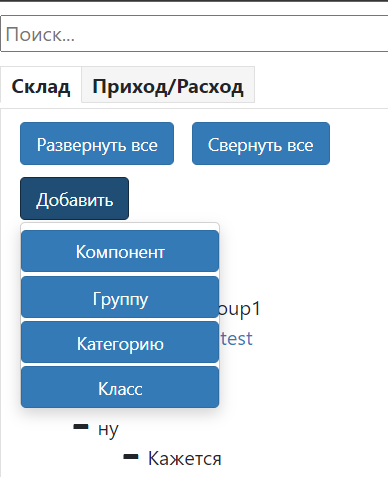 Поиск...
Склад Приход/Расход
Развернуть все Свернуть все
Добавить
Компонент
Группу
oup1
test
Категорию
Класс
ну
Кажется